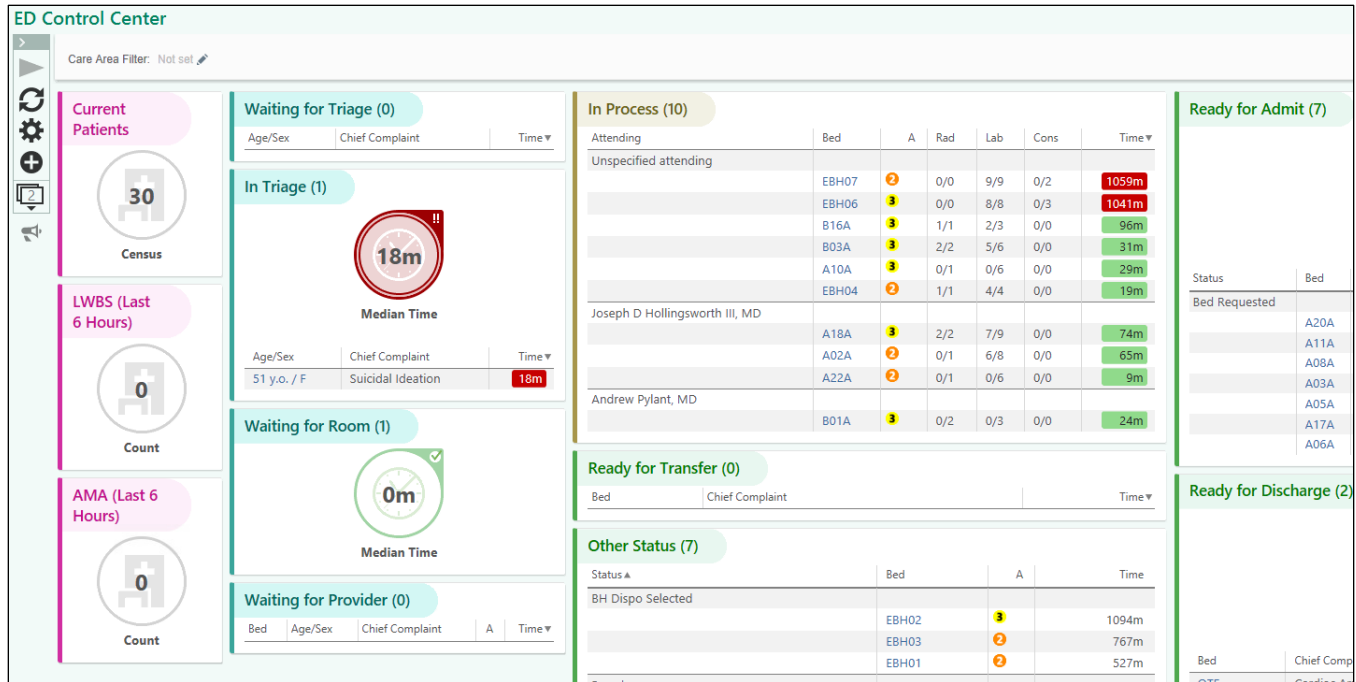 ED Control Center
Care Area Filter: Not set
2
Current
Patients
30
Census
LWBS (Last
6 Hours)
0
Count
AMA (Last 6
Hours)
0
Count
Waiting for Triage (0)
Age/Sex Chief Complaint Time▼
In Triage (1)
!!
18m
Median Time
Age/Sex Chief Complaint Time▼
51 y.o. / F Suicidal Ideation 18m
Waiting for Room (1)
0m
Median Time
Waiting for Provider (0)
Bed Age/Sex Chief Complaint A Time▼
In Process (10)
Attending Bed A Rad Lab Cons Time▼
Unspecified attending
EBH07 2 0/0 9/9 0/2 1059m
EBH06 3 0/0 8/8 0/3 1041m
B16A 3 1/1 2/3 0/0 96m
B03A 3 2/2 5/6 0/0 31m
A10A 3 0/1 0/6 0/0 29m
EBH04 2 1/1 4/4 0/0 19m
Joseph D Hollingsworth III, MD
A18A 3 2/2 7/9 0/0 74m
A02A 2 0/1 6/8 0/0 65m
A22A 2 0/1 0/6 0/0 9m
Andrew Pylant, MD
B01A 3 0/2 0/3 0/0 24m
Ready for Transfer (0)
Bed Chief Complaint Time▼
Other Status (7)
Status▲ Bed A Time
BH Dispo Selected
EBH02 3 1094m
EBH03 2 767m
EBH01 2 527m
Ready for Admit (7)
Status Bed
Bed Requested
A20A
A11A
A08A
A03A
A05A
A17A
A06A
Ready for Discharge (2)
Bed Chief Comp